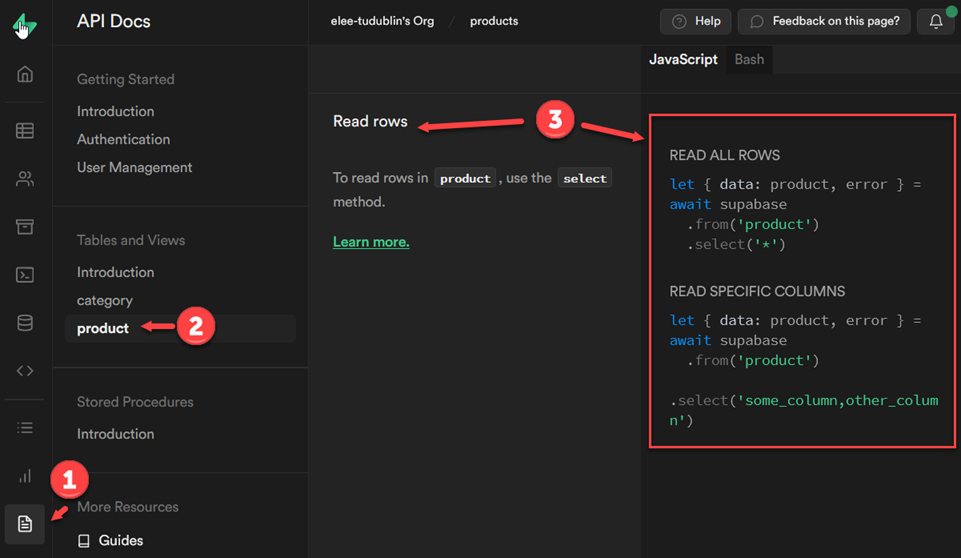 API Docs
elee-tudublin's Org / products
Help
Feedback on this page?
Getting Started
Introduction
Authentication
User Management
Tables and Views
Introduction
category
product
Stored Procedures
Introduction
More Resources
Guides
1
2
3
Read rows
To read rows in product , use the select
method.
Learn more.
JavaScript Bash
READ ALL ROWS
let { data: product, error } =
await supabase
.from('product')
.select('*')
READ SPECIFIC COLUMNS
let { data: product, error } =
await supabase
.from('product')
.select('some_column,other_colum
n')